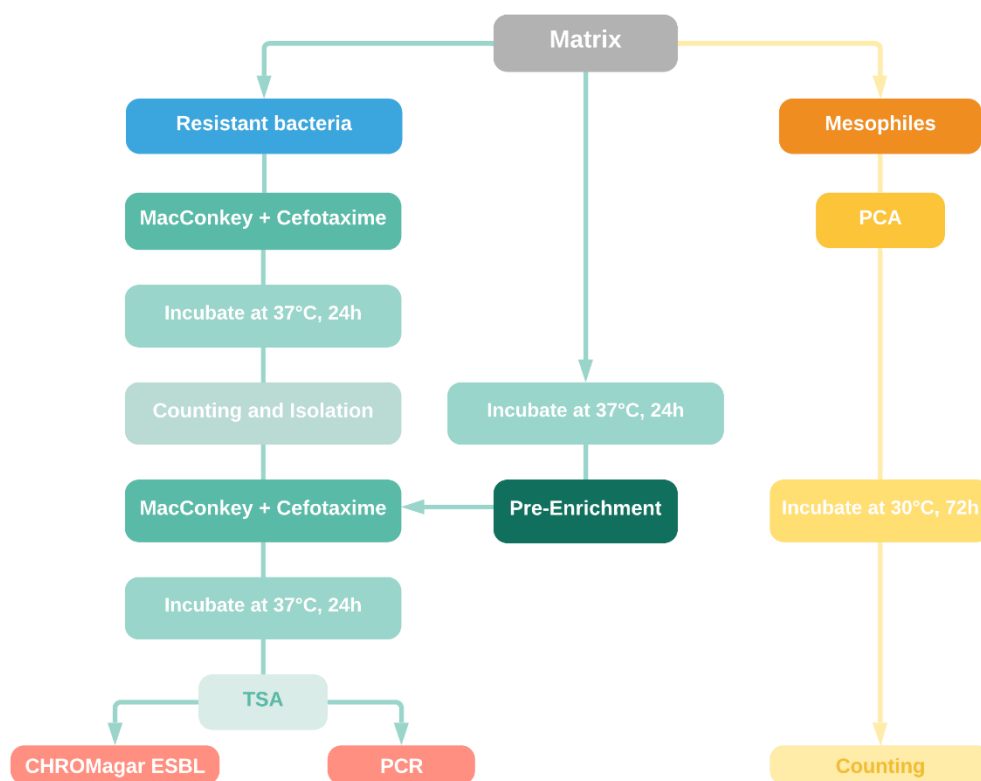 Matrix
Resistant bacteria
Mesophiles
MacConkey + Cefotaxime
PCA
Incubate at 37°C, 24h
Counting and Isolation
Incubate at 37°C, 24h
MacConkey + Cefotaxime
Pre-Enrichment
Incubate at 30°C, 72h
Incubate at 37°C, 24h
TSA
CHROMagar ESBL
PCR
Counting